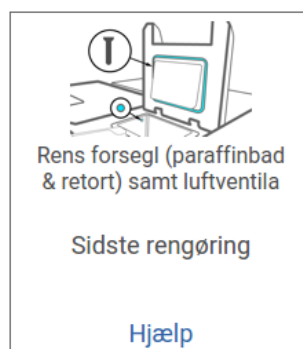 Rens forsegl (paraffinbad
& retort) samt luftventila
Sidste rengøring
Hjælp